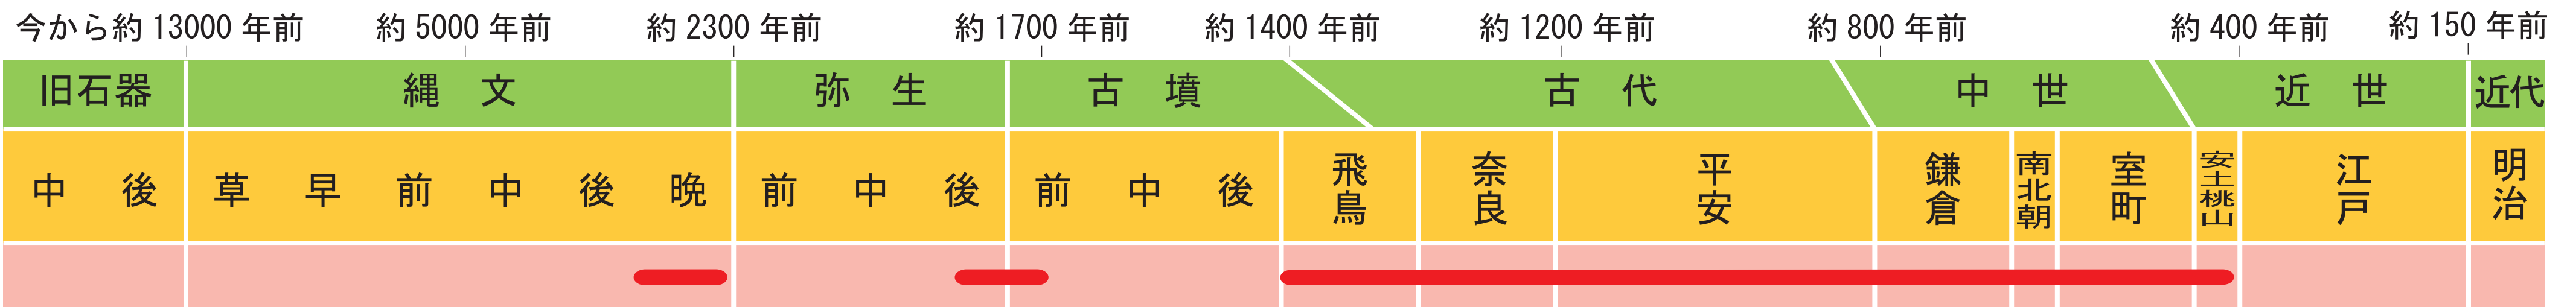 今から約 13000 年前 約 5000 年前 約 2300 年前 約 1700 年前 約 1400 年前 約 1200 年前 約 800 年前 約 400 年前 約 150 年前
旧石器 縄文 弥生 古墳 古代 中世 近世 近代
中 後 草 早 前 中 後 晩 前 中 後 前 中 後 飛鳥 奈良 平安 鎌倉 南北朝 室町 安土桃山 江戸 明治